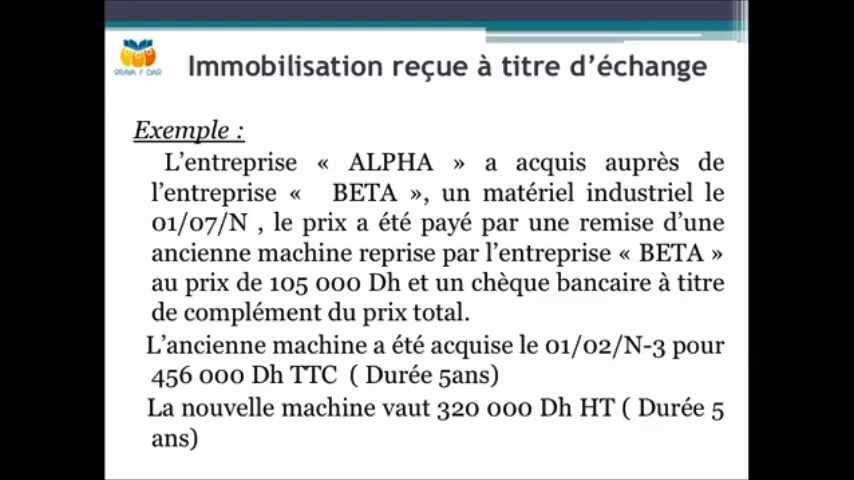 Immobilisation reçue à titre d'échange
Exemple :
L'entreprise « ALPHA » a acquis auprès de
l'entreprise « BETA », un matériel industriel le
01/07/N , le prix a été payé par une remise d'une
ancienne machine reprise par l'entreprise « BETA »
au prix de 105 000 Dh et un chèque bancaire à titre
de complément du prix total.
L'ancienne machine a été acquise le 01/02/N-3 pour
456 000 Dh TTC ( Durée 5ans)
La nouvelle machine vaut 320 000 Dh HT ( Durée 5
ans)